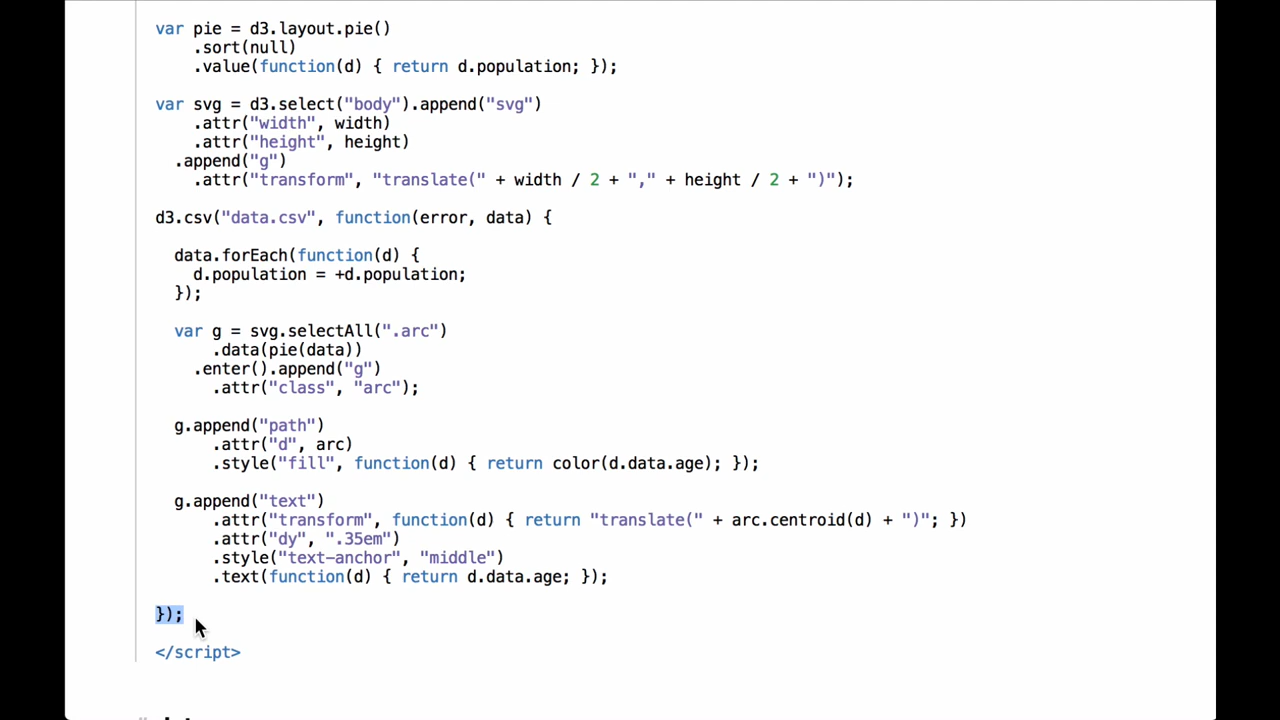 var pie = d3.layout.pie()
    .sort(null)
    .value(function(d) { return d.population; });
var svg = d3.select("body").append("svg")
    .attr("width", width)
    .attr("height", height)
  .append("g")
    .attr("transform", "translate(" + width / 2 + "," + height / 2 + ")");
d3.csv("data.csv", function(error, data) {
  data.forEach(function(d) {
    d.population = +d.population;
  });
  var g = svg.selectAll(".arc")
      .data(pie(data))
    .enter().append("g")
      .attr("class", "arc");
  g.append("path")
      .attr("d", arc)
      .style("fill", function(d) { return color(d.data.age); });
  g.append("text")
      .attr("transform", function(d) { return "translate(" + arc.centroid(d) + ")"; })
      .attr("dy", ".35em")
      .style("text-anchor", "middle")
      .text(function(d) { return d.data.age; });
});
</script>